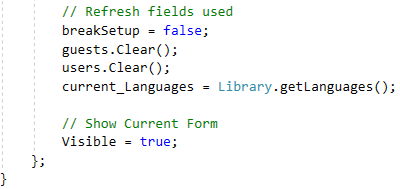 // Refresh fields used
breakSetup = false;
guests.Clear();
users.Clear();
current_Languages = Library.getLanguages();
// Show Current Form
Visible = true;
};
}